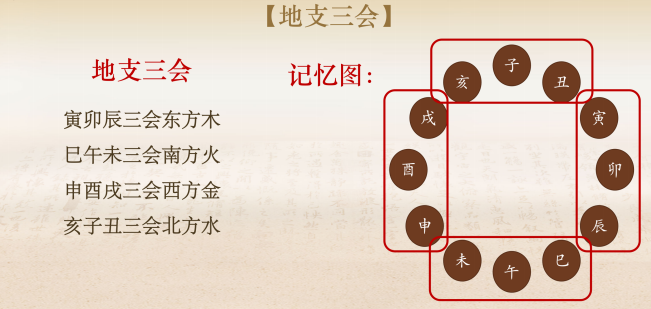 【地支三会】
地支三会
寅卯辰三会东方木
巳午未三会南方火
申酉戌三会西方金
亥子丑三会北方水
记忆图：
亥
子
丑
戌
寅
酉
卯
申
辰
未
午
巳